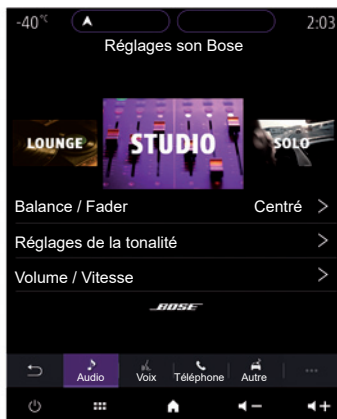 -40°C 2:03
Réglages son Bose
LOUNGE STUDIO SOLO
Balance / Fader Centré >
Réglages de la tonalité >
Volume / Vitesse >
BOSE
Audio Voix Téléphone Autre ...